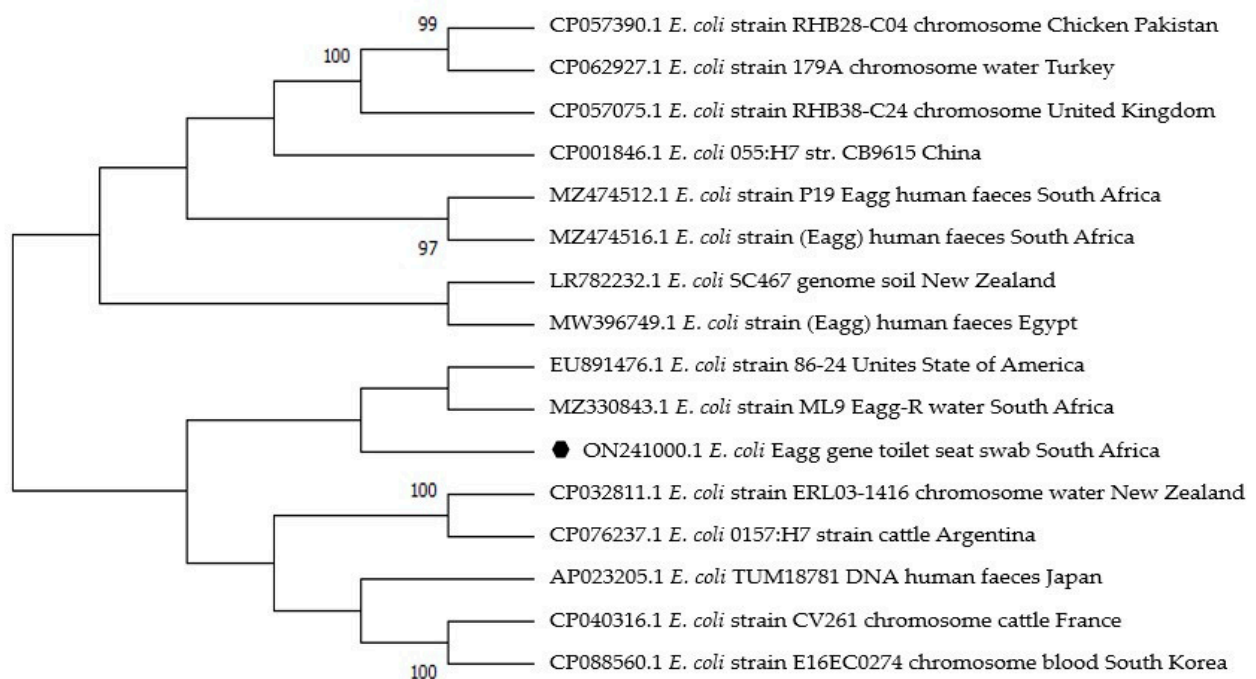 99
CP057390.1 E. coli strain RHB28-C04 chromosome Chicken Pakistan
100
CP062927.1 E. coli strain 179A chromosome water Turkey
CP057075.1 E. coli strain RHB38-C24 chromosome United Kingdom
CP001846.1 E. coli 055:H7 str. CB9615 China
MZ474512.1 E. coli strain P19 Eagg human faeces South Africa
97
MZ474516.1 E. coli strain (Eagg) human faeces South Africa
LR782232.1 E. coli SC467 genome soil New Zealand
MW396749.1 E. coli strain (Eagg) human faeces Egypt
EU891476.1 E. coli strain 86-24 Unites State of America
MZ330843.1 E. coli strain ML9 Eagg-R water South Africa
ON241000.1 E. coli Eagg gene toilet seat swab South Africa
100
CP032811.1 E. coli strain ERL03-1416 chromosome water New Zealand
CP076237.1 E. coli 0157:H7 strain cattle Argentina
AP023205.1 E. coli TUM18781 DNA human faeces Japan
CP040316.1 E. coli strain CV261 chromosome cattle France
100
CP088560.1 E. coli strain E16EC0274 chromosome blood South Korea